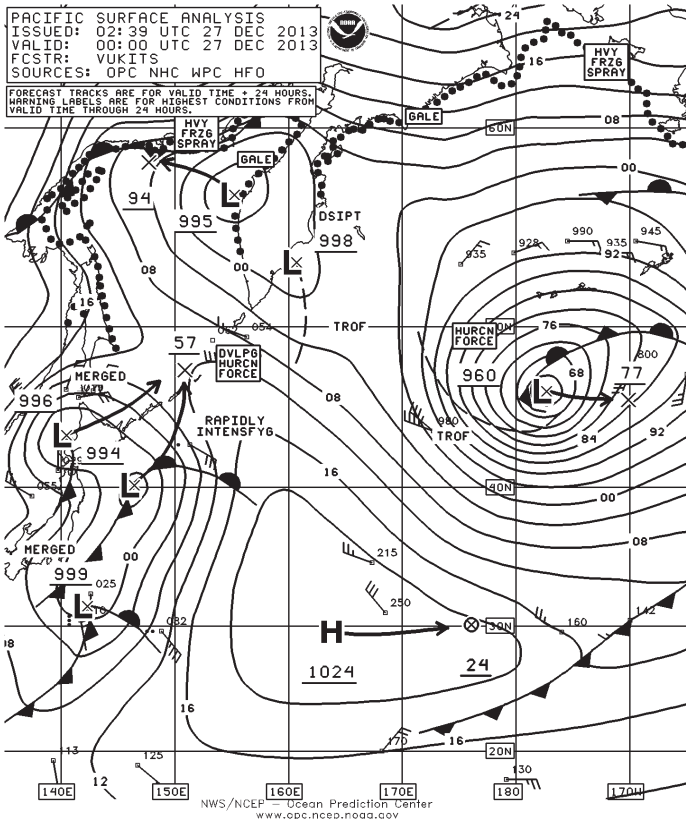 PACIFIC SURFACE ANALYSIS
ISSUED: 02:39 UTC 27 DEC 2013
VALID: 00:00 UTC 27 DEC 2013
FCSTR: VUKITS
SOURCES: OPC NHC WPC HFO
FORECAST TRACKS ARE FOR VALID TIME + 24 HOURS.
WARNING LABELS ARE FOR HIGHEST CONDITIONS FROM
VALID TIME THROUGH 24 HOURS.
NOAA
24
16
HVY
FRZG
SPRAY
HVY
FRZG
SPRAY
GALE
60N
08
GALE
00
94
995
L
DSIPT
998
L
935
928
990
935
945
92
08
00
16
054
TROF
HURCN
FORCE
76
57
DVLPG
HURCN
FORCE
MERGED
996
960
L
68
800
77
08
980
TROF
84
92
RAPIDLY
INTENSFYG
L
994
16
L
055
40N
00
08
MERGED
999
00
025
L
10
082
215
250
H
30N
160
142
1024
24
16
170
16
20N
113
125
12
130
140E
150E
160E
170E
180
170W
NWS/NCEP – Ocean Prediction Center
www.opc.ncep.noaa.gov